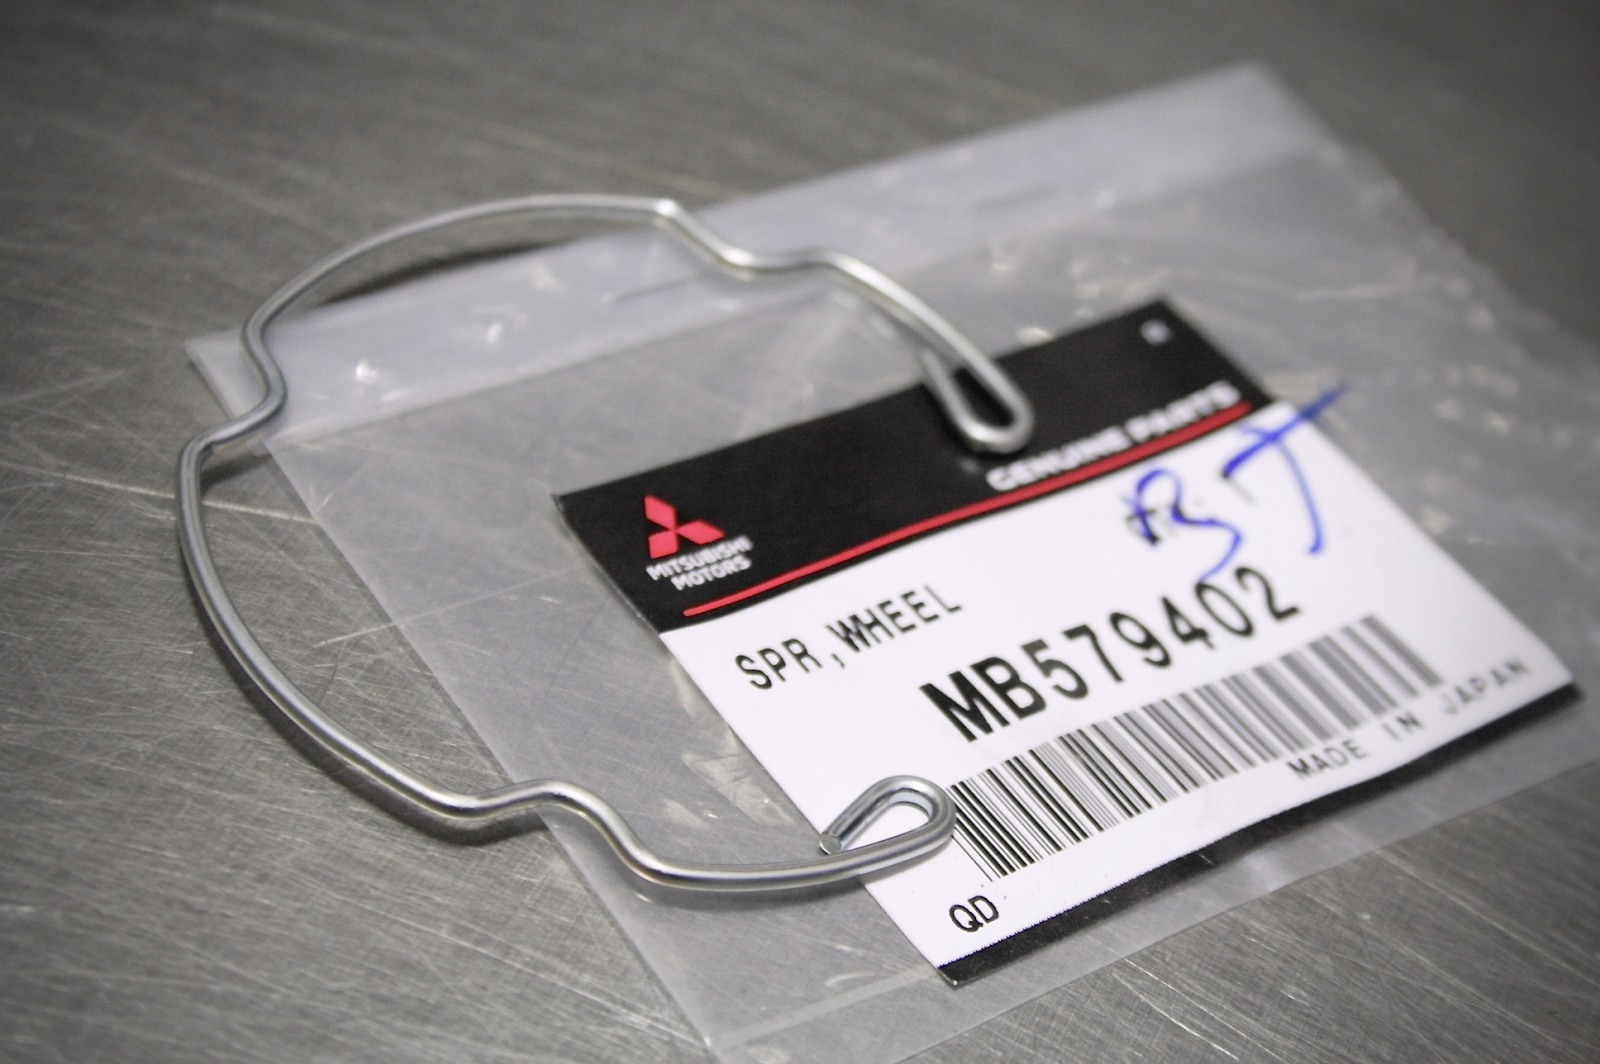 GENUINE PARTS
MITSUBISHI
MOTORS
SPR,WHEEL
MB579402
MADE IN JAPAN
QD